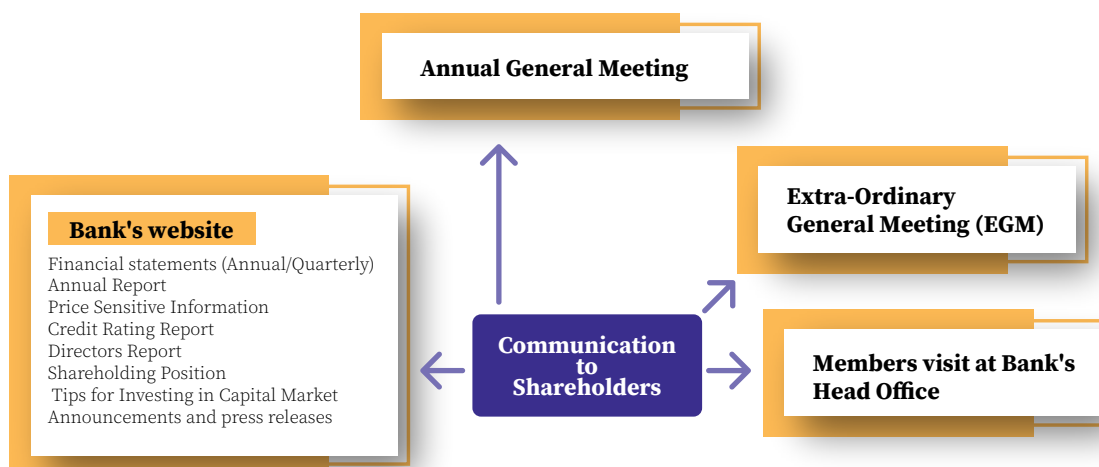 Annual General Meeting
Extra-Ordinary
General Meeting (EGM)
Bank's website
Financial statements (Annual/Quarterly)
Annual Report
Price Sensitive Information
Credit Rating Report
Directors Report
Shareholding Position
Tips for Investing in Capital Market
Announcements and press releases
Communication
to
Shareholders
Members visit at Bank's
Head Office